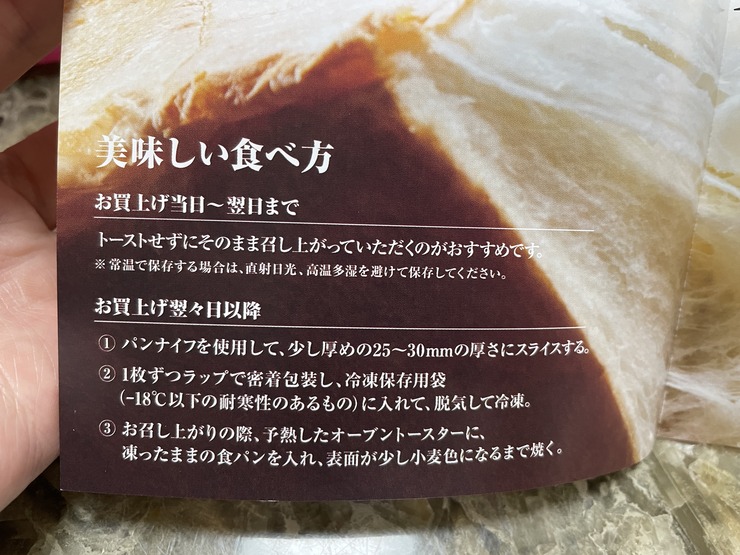 美味しい食べ方
お買上げ当日～翌日まで
トーストせずにそのまま召し上がっていただくのがおすすめです。
※常温で保存する場合は、直射日光、高温多湿を避けて保存してください。
お買上げ翌々日以降
① パンナイフを使用して、少し厚めの25～30mmの厚さにスライスする。
② 1枚ずつラップで密着包装し、冷凍保存用袋
(-18℃以下の耐寒性のあるもの)に入れて、脱気して冷凍。
③ お召し上がりの際、予熱したオーブントースターに、
凍ったままの食パンを入れ、表面が少し小麦色になるまで焼く。